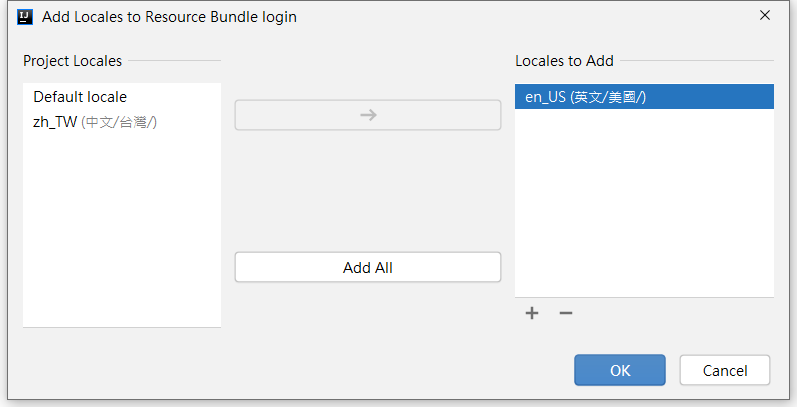 Add Locales to Resource Bundle login
Project Locales
Default locale
zh_TW (中文/台灣/)
Add All
Locales to Add
en_US (英文/美國/)
OK
Cancel